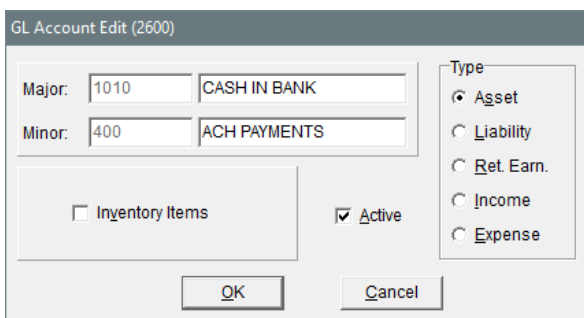 GL Account Edit (2600)
Major: 1010 CASH IN BANK
Minor: 400 ACH PAYMENTS
Type
Asset
Liability
Ret. Earn.
Income
Expense
Inventory Items
Active
OK Cancel